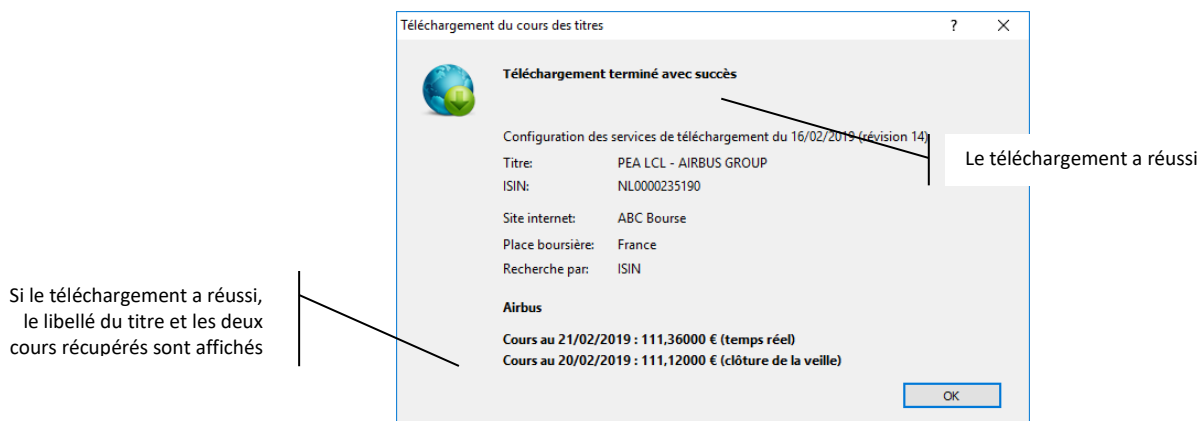 Téléchargement du cours des titres
?
Téléchargement terminé avec succès
Configuration des services de téléchargement du 16/02/2019 (révision 14)
Le téléchargement a réussi
Titre: PEA LCL - AIRBUS GROUP
ISIN: NL0000235190
Site internet: ABC Bourse
Place boursière: France
Recherche par: ISIN
Si le téléchargement a réussi,
le libellé du titre et les deux
cours récupérés sont affichés
Airbus
Cours au 21/02/2019 : 111,36000 € (temps réel)
Cours au 20/02/2019 : 111,12000 € (clôture de la veille)
OK